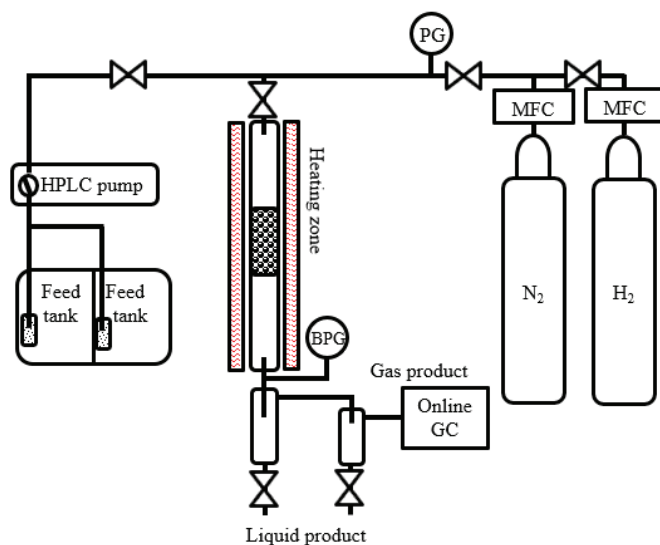 PG
MFC
MFC
HPLC pump
Heating zone
Feed
tank
Feed
tank
N₂
H₂
BPG
Gas product
Online
GC
Liquid product